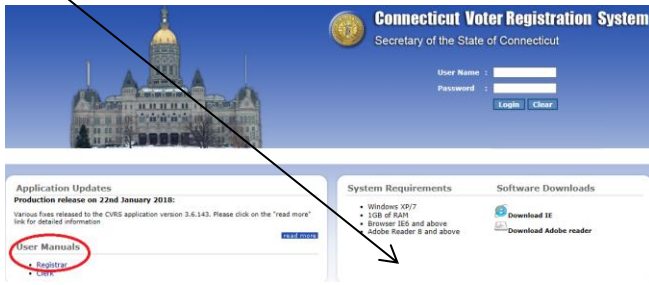 Connecticut Voter Registration System
Secretary of the State of Connecticut
User Name :
Password :
Login Clear
Application Updates
Production release on 22nd January 2018:
Various fixes released to the CVRS application version 3.6.143. Please click on the "read more"
link for detailed information
read more
User Manuals
• Registrar
• Clerk
System Requirements
• Windows XP/7
• 1GB of RAM
• Browser IE6 and above
• Adobe Reader 8 and above
Software Downloads
Download IE
Download Adobe reader